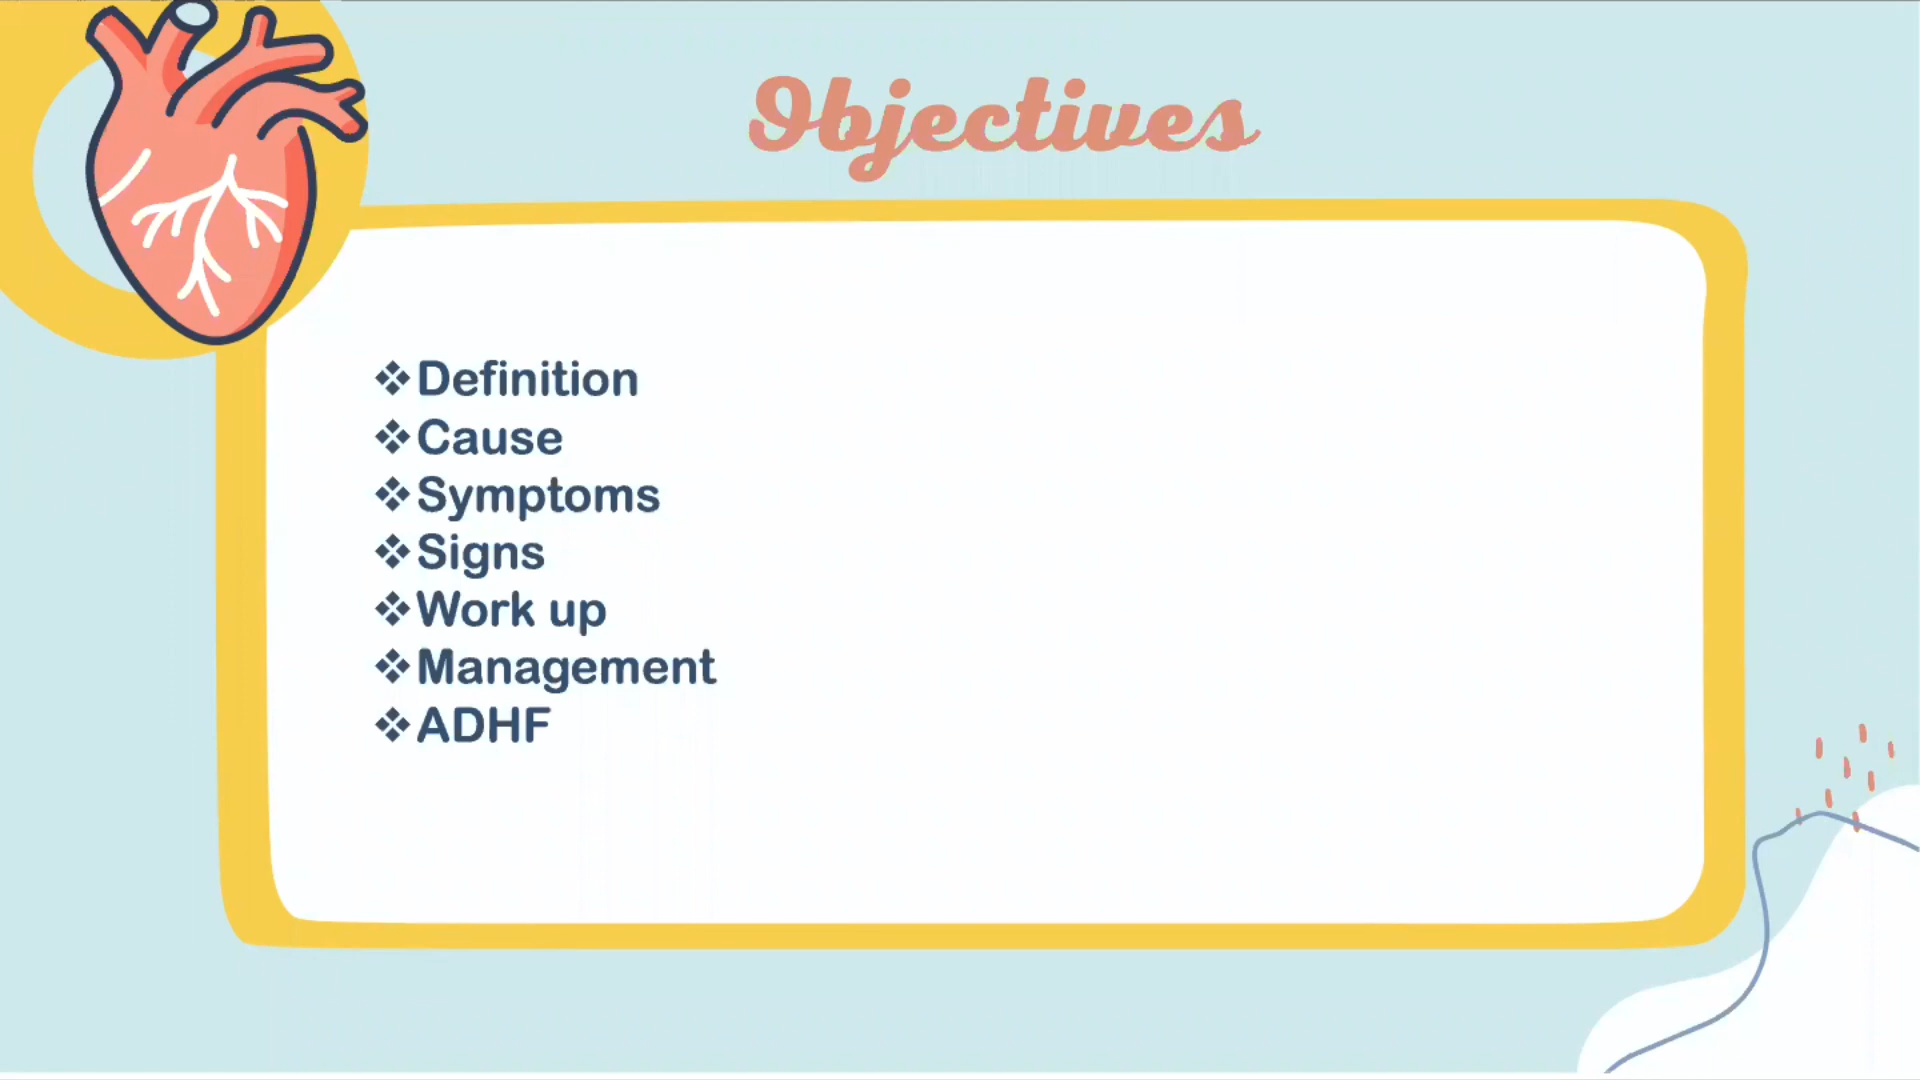 Objectives
❖Definition
❖Cause
❖Symptoms
❖Signs
❖Work up
❖Management
❖ADHF